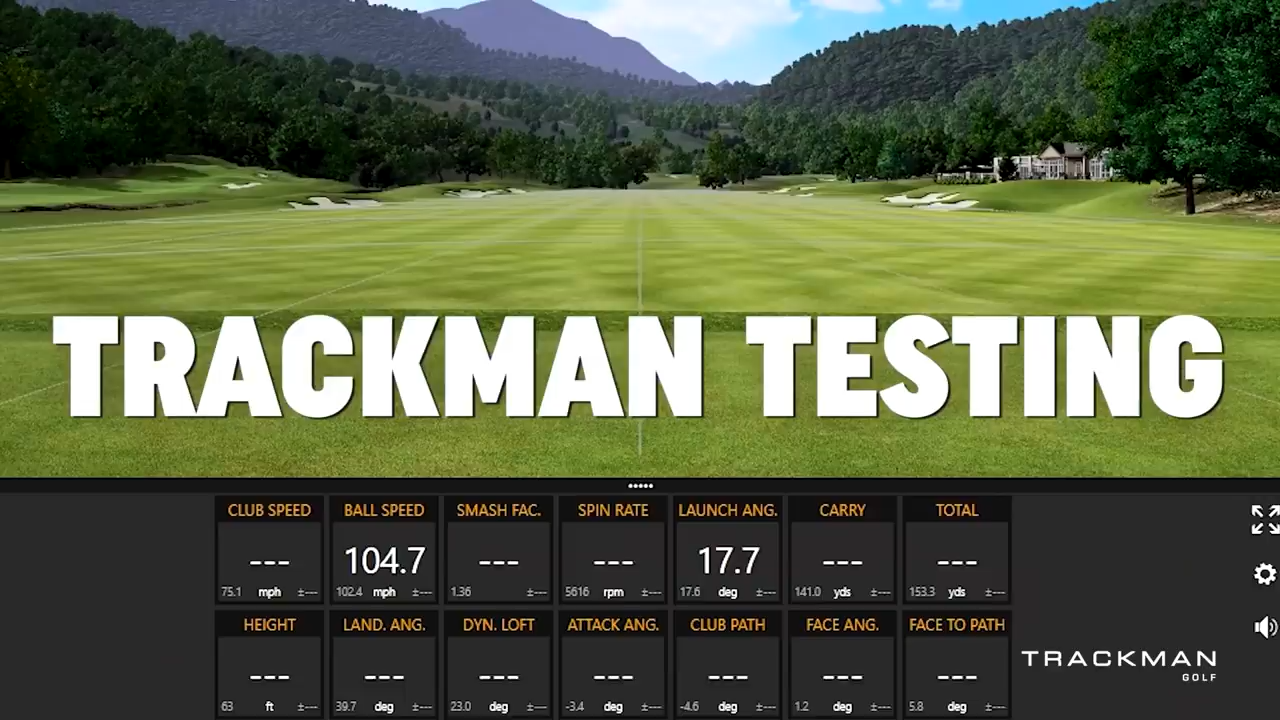 TRACKMAN TESTING
CLUB SPEED BALL SPEED SMASH FAC. SPIN RATE LAUNCH ANG. CARRY TOTAL
--- 104.7 --- --- 17.7 --- ---
75.1 mph ±--- 102.4 mph ±--- 1.36 ±--- 5616 rpm ±--- 17.6 deg ±--- 141.0 yds ±--- 153.3 yds ±---
HEIGHT LAND. ANG. DYN. LOFT ATTACK ANG. CLUB PATH FACE ANG. FACE TO PATH
--- --- --- --- --- --- ---
63 ft ±--- 39.7 deg ±--- 23.0 deg ±--- -3.4 deg ±--- -4.6 deg ±--- 1.2 deg ±--- 5.8 deg ±---
TRACKMAN
GOLF